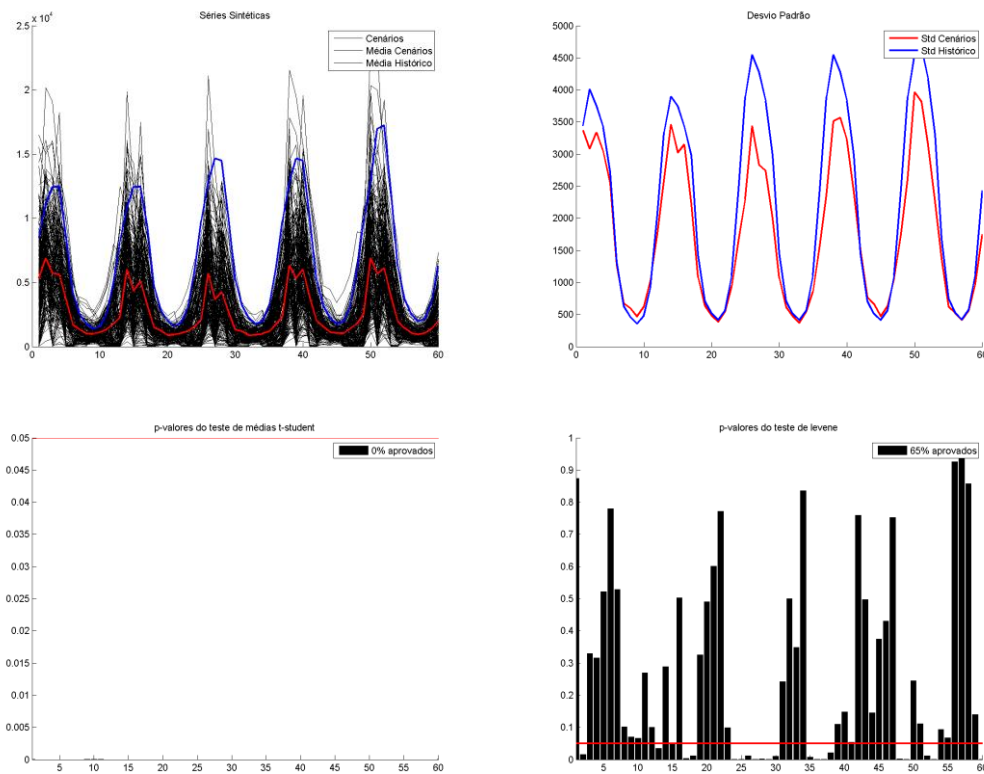 Séries Sintéticas
2.5 x 10^4
2
1.5
1
0.5
0
0 10 20 30 40 50 60
Cenários
Média Cenários
Média Histórico
Desvio Padrão
5000
4500
4000
3500
3000
2500
2000
1500
1000
500
0
0 10 20 30 40 50 60
Std Cenários
Std Histórico
p-valores do teste de médias t-student
0.05
0.045
0.04
0.035
0.03
0.025
0.02
0.015
0.01
0.005
0
5 10 15 20 25 30 35 40 45 50 55 60
0% aprovados
p-valores do teste de levene
1
0.9
0.8
0.7
0.6
0.5
0.4
0.3
0.2
0.1
0
5 10 15 20 25 30 35 40 45 50 55 60
65% aprovados